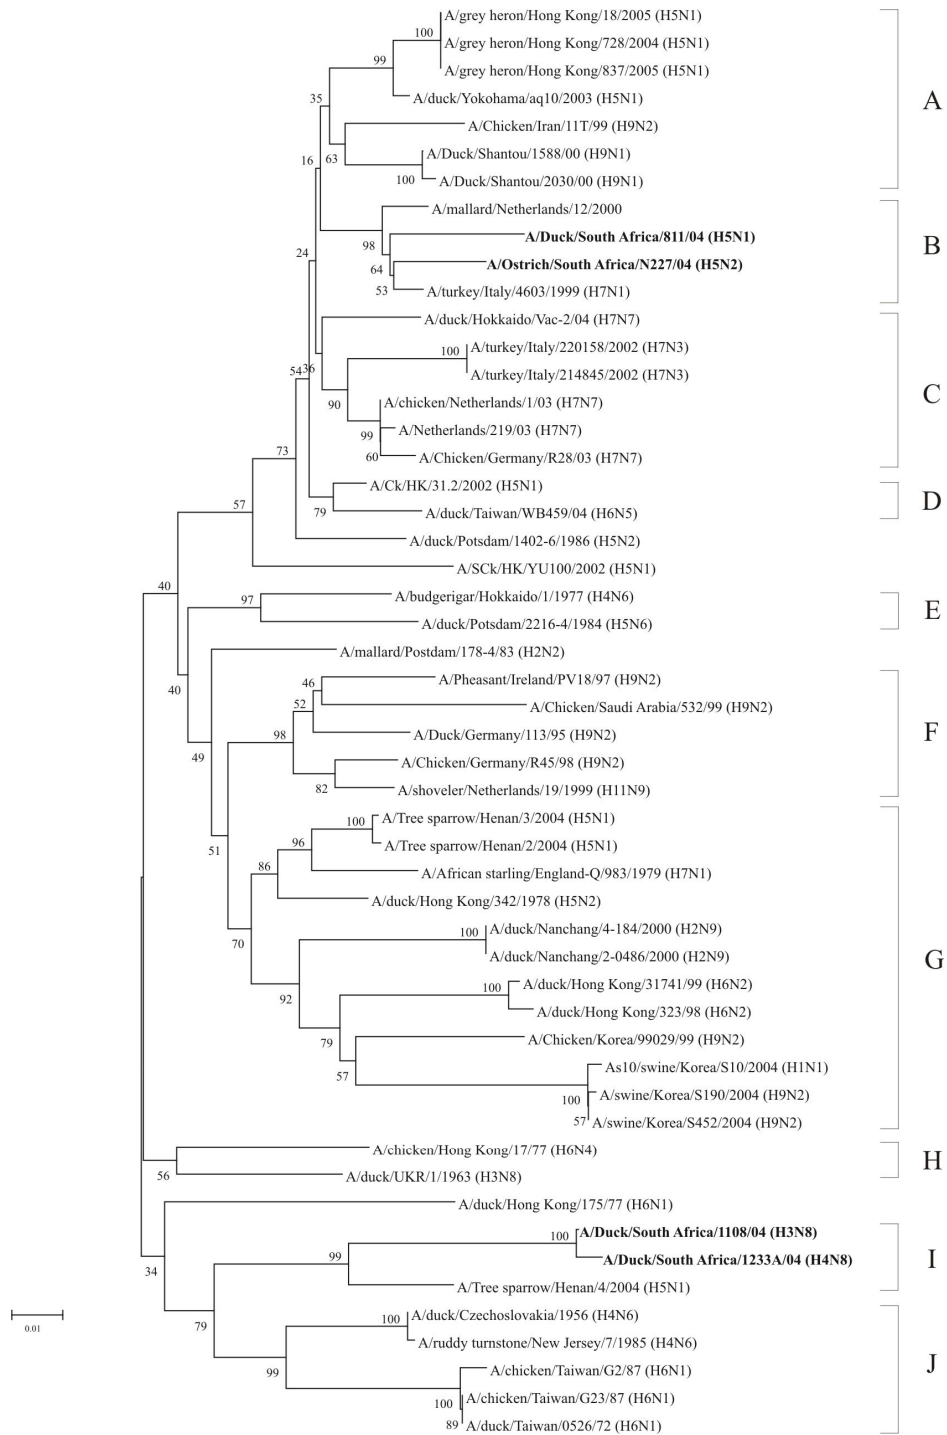 A/grey heron/Hong Kong/18/2005 (H5N1)
100
A/grey heron/Hong Kong/728/2004 (H5N1)
99
A/grey heron/Hong Kong/837/2005 (H5N1)
35
A/duck/Yokohama/aq10/2003 (H5N1)
A
A/Chicken/Iran/11T/99 (H9N2)
16
63
A/Duck/Shantou/1588/00 (H9N1)
100
A/Duck/Shantou/2030/00 (H9N1)
A/mallard/Netherlands/12/2000
A/Duck/South Africa/811/04 (H5N1)
98
B
24
A/Ostrich/South Africa/N227/04 (H5N2)
64
53
A/turkey/Italy/4603/1999 (H7N1)
A/duck/Hokkaido/Vac-2/04 (H7N7)
100
A/turkey/Italy/220158/2002 (H7N3)
54
36
A/turkey/Italy/214845/2002 (H7N3)
C
90
A/chicken/Netherlands/1/03 (H7N7)
99
A/Netherlands/219/03 (H7N7)
73
60
A/Chicken/Germany/R28/03 (H7N7)
A/Ck/HK/31.2/2002 (H5N1)
57
79
D
A/duck/Taiwan/WB459/04 (H6N5)
A/duck/Potsdam/1402-6/1986 (H5N2)
A/SCk/HK/YU100/2002 (H5N1)
40
97
A/budgerigar/Hokkaido/1/1977 (H4N6)
E
A/duck/Potsdam/2216-4/1984 (H5N6)
A/mallard/Postdam/178-4/83 (H2N2)
40
46
A/Pheasant/Ireland/PV18/97 (H9N2)
52
A/Chicken/Saudi Arabia/532/99 (H9N2)
98
A/Duck/Germany/113/95 (H9N2)
F
49
A/Chicken/Germany/R45/98 (H9N2)
82
A/shoveler/Netherlands/19/1999 (H11N9)
100
A/Tree sparrow/Henan/3/2004 (H5N1)
96
A/Tree sparrow/Henan/2/2004 (H5N1)
51
86
A/African starling/England-Q/983/1979 (H7N1)
A/duck/Hong Kong/342/1978 (H5N2)
70
100
A/duck/Nanchang/4-184/2000 (H2N9)
A/duck/Nanchang/2-0486/2000 (H2N9)
G
92
100
A/duck/Hong Kong/31741/99 (H6N2)
A/duck/Hong Kong/323/98 (H6N2)
79
A/Chicken/Korea/99029/99 (H9N2)
57
As10/swine/Korea/S10/2004 (H1N1)
100
A/swine/Korea/S190/2004 (H9N2)
57
A/swine/Korea/S452/2004 (H9N2)
A/chicken/Hong Kong/17/77 (H6N4)
H
56
A/duck/UKR/1/1963 (H3N8)
A/duck/Hong Kong/175/77 (H6N1)
100
A/Duck/South Africa/1108/04 (H3N8)
34
99
A/Duck/South Africa/1233A/04 (H4N8)
I
A/Tree sparrow/Henan/4/2004 (H5N1)
0.01
79
100
A/duck/Czechoslovakia/1956 (H4N6)
A/ruddy turnstone/New Jersey/7/1985 (H4N6)
J
99
A/chicken/Taiwan/G2/87 (H6N1)
100
A/chicken/Taiwan/G23/87 (H6N1)
89
A/duck/Taiwan/0526/72 (H6N1)